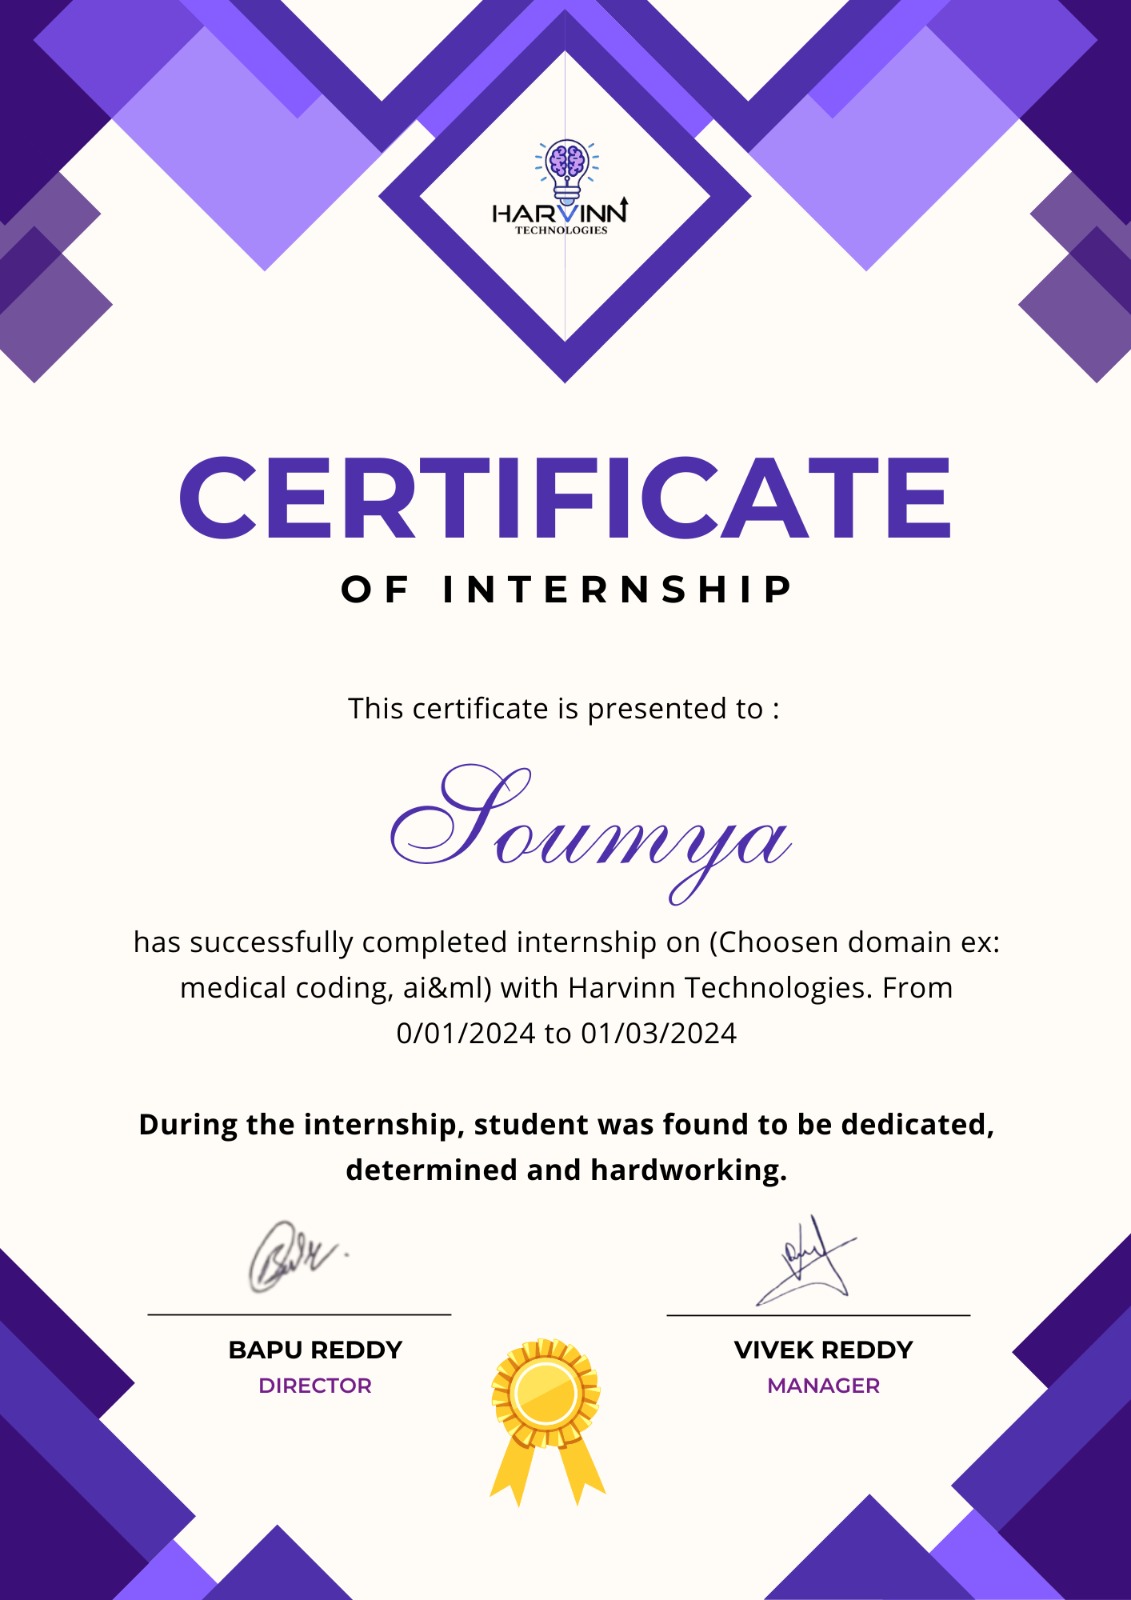 HARVINN
TECHNOLOGIES
CERTIFICATE
OF INTERNSHIP
This certificate is presented to :
Soumya
has successfully completed internship on (Choosen domain ex:
medical coding, ai&ml) with Harvinn Technologies. From
0/01/2024 to 01/03/2024
During the internship, student was found to be dedicated,
determined and hardworking.
BAPU REDDY
DIRECTOR
VIVEK REDDY
MANAGER